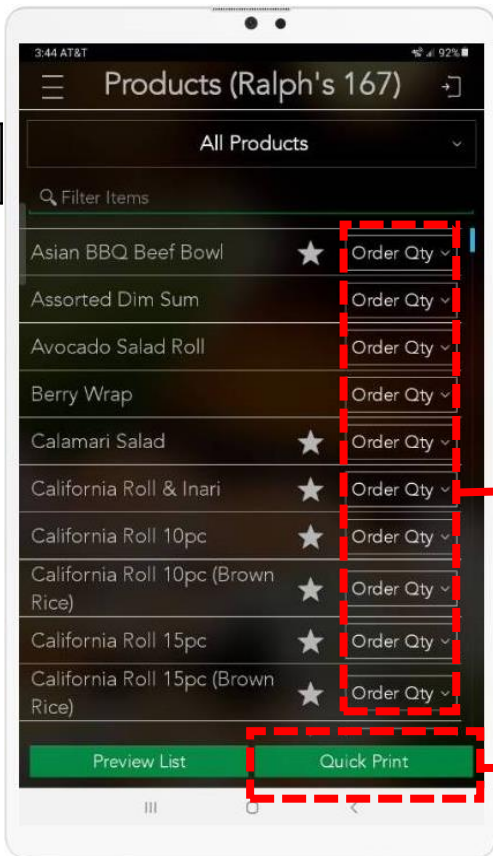 3:44 AT&T 92%
Products (Ralph's 167)
All Products
Filter Items
Asian BBQ Beef Bowl Order Qty
Assorted Dim Sum Order Qty
Avocado Salad Roll Order Qty
Berry Wrap Order Qty
Calamari Salad Order Qty
California Roll & Inari Order Qty
California Roll 10pc Order Qty
California Roll 10pc (Brown
Rice) Order Qty
California Roll 15pc Order Qty
California Roll 15pc (Brown
Rice) Order Qty
Preview List Quick Print